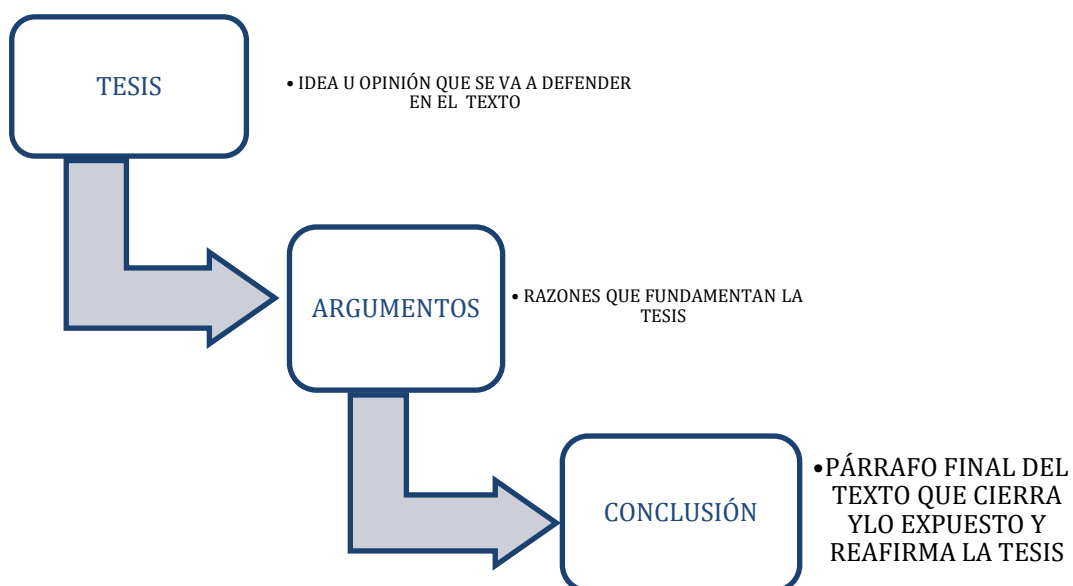 TESIS
• IDEA U OPINIÓN QUE SE VA A DEFENDER
EN EL TEXTO
ARGUMENTOS
• RAZONES QUE FUNDAMENTAN LA
TESIS
CONCLUSIÓN
•PÁRRAFO FINAL DEL
TEXTO QUE CIERRA
YLO EXPUESTO Y
REAFIRMA LA TESIS